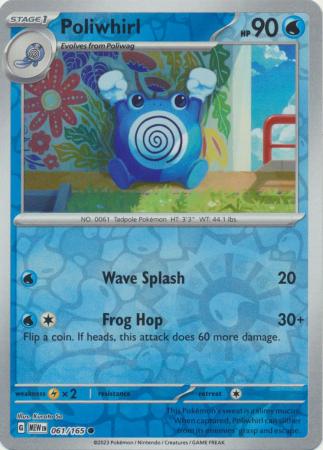 STAGE 1
Poliwhirl
HP 90
Evolves from Poliwag
NO. 0061 Tadpole Pokémon HT: 3'3" WT: 44.1 lbs.
Wave Splash 20
Frog Hop 30+
Flip a coin. If heads, this attack does 60 more damage.
weakness ×2 resistance retreat
Illus. Kurata So
G MEW EN 061/165
This Pokémon's sweat is a slimy mucus.
When captured, Poliwhirl can slither
from its enemies' grasp and escape.
©2023 Pokémon / Nintendo / Creatures / GAME FREAK